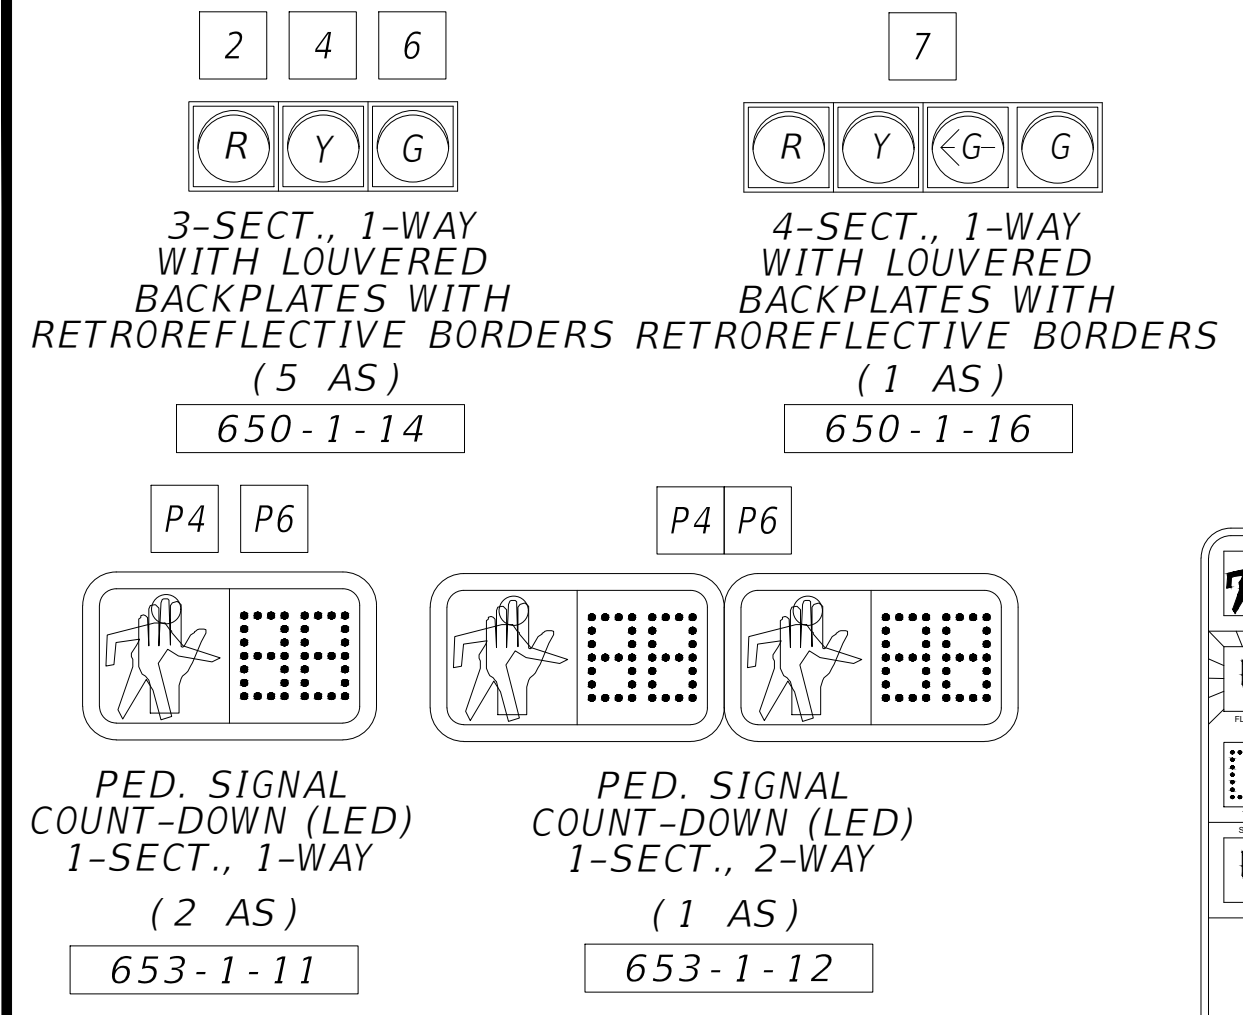 2 4 6
R Y G
3-SECT., 1-WAY
WITH LOUVERED
BACKPLATES WITH
RETROREFLECTIVE BORDERS
(5 AS)
650-1-14
7
R Y G G
4-SECT., 1-WAY
WITH LOUVERED
BACKPLATES WITH
RETROREFLECTIVE BORDERS
(1 AS)
650-1-16
P4 P6
88
PED. SIGNAL
COUNT-DOWN (LED)
1-SECT., 1-WAY
(2 AS)
653-1-11
P4 P6
88 88
PED. SIGNAL
COUNT-DOWN (LED)
1-SECT., 2-WAY
(1 AS)
653-1-12